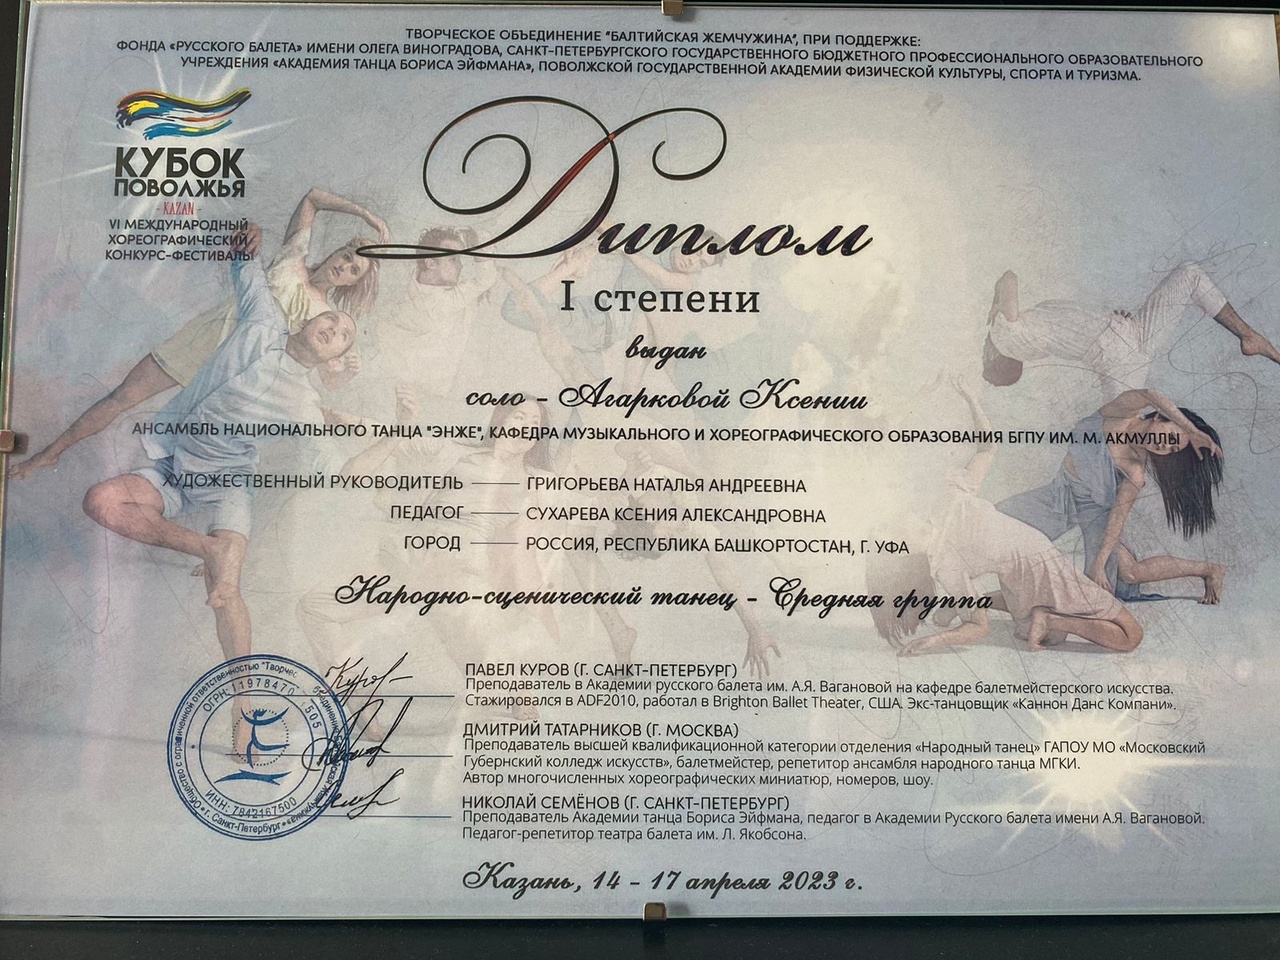 ТВОРЧЕСКОЕ ОБЪЕДИНЕНИЕ "БАЛТИЙСКАЯ ЖЕМЧУЖИНА", ПРИ ПОДДЕРЖКЕ:
ФОНДА «РУССКОГО БАЛЕТА» ИМЕНИ ОЛЕГА ВИНОГРАДОВА, САНКТ-ПЕТЕРБУРГСКОГО ГОСУДАРСТВЕННОГО БЮДЖЕТНОГО ПРОФЕССИОНАЛЬНОГО ОБРАЗОВАТЕЛЬНОГО
УЧРЕЖДЕНИЯ «АКАДЕМИЯ ТАНЦА БОРИСА ЭЙФМАНА», ПОВОЛЖСКОЙ ГОСУДАРСТВЕННОЙ АКАДЕМИИ ФИЗИЧЕСКОЙ КУЛЬТУРЫ, СПОРТА И ТУРИЗМА.
КУБОК
ПОВОЛЖЬЯ
- KAZAN -
VI МЕЖДУНАРОДНЫЙ
ХОРЕОГРАФИЧЕСКИЙ
КОНКУРС-ФЕСТИВАЛЬ
Диплом
I степени
выдан
соло - Агарковой Ксении
АНСАМБЛЬ НАЦИОНАЛЬНОГО ТАНЦА "ЭНЖЕ", КАФЕДРА МУЗЫКАЛЬНОГО И ХОРЕОГРАФИЧЕСКОГО ОБРАЗОВАНИЯ БГПУ ИМ. М. АКМУЛЛЫ
ХУДОЖЕСТВЕННЫЙ РУКОВОДИТЕЛЬ —— ГРИГОРЬЕВА НАТАЛЬЯ АНДРЕЕВНА
ПЕДАГОГ —— СУХАРЕВА КСЕНИЯ АЛЕКСАНДРОВНА
ГОРОД —— РОССИЯ, РЕСПУБЛИКА БАШКОРТОСТАН, Г. УФА
Народно-сценический танец - Средняя группа
ПАВЕЛ КУРОВ (Г. САНКТ-ПЕТЕРБУРГ)
Преподаватель в Академии русского балета им. А.Я. Вагановой на кафедре балетмейстерского искусства.
Стажировался в ADF2010, работал в Brighton Ballet Theater, США. Экс-танцовщик «Каннон Данс Компани».
ДМИТРИЙ ТАТАРНИКОВ (Г. МОСКВА)
Преподаватель высшей квалификационной категории отделения «Народный танец» ГАПОУ МО «Московский
Губернский колледж искусств», балетмейстер, репетитор ансамбля народного танца МГКИ.
Автор многочисленных хореографических миниатюр, номеров, шоу.
НИКОЛАЙ СЕМЁНОВ (Г. САНКТ-ПЕТЕРБУРГ)
Преподаватель Академии танца Бориса Эйфмана, педагог в Академии Русского балета имени А.Я. Вагановой.
Педагог-репетитор театра балета им. Л. Якобсона.
ИНН: 7842167500
г. Санкт-Петербург
Казань, 14 - 17 апреля 2023 г.